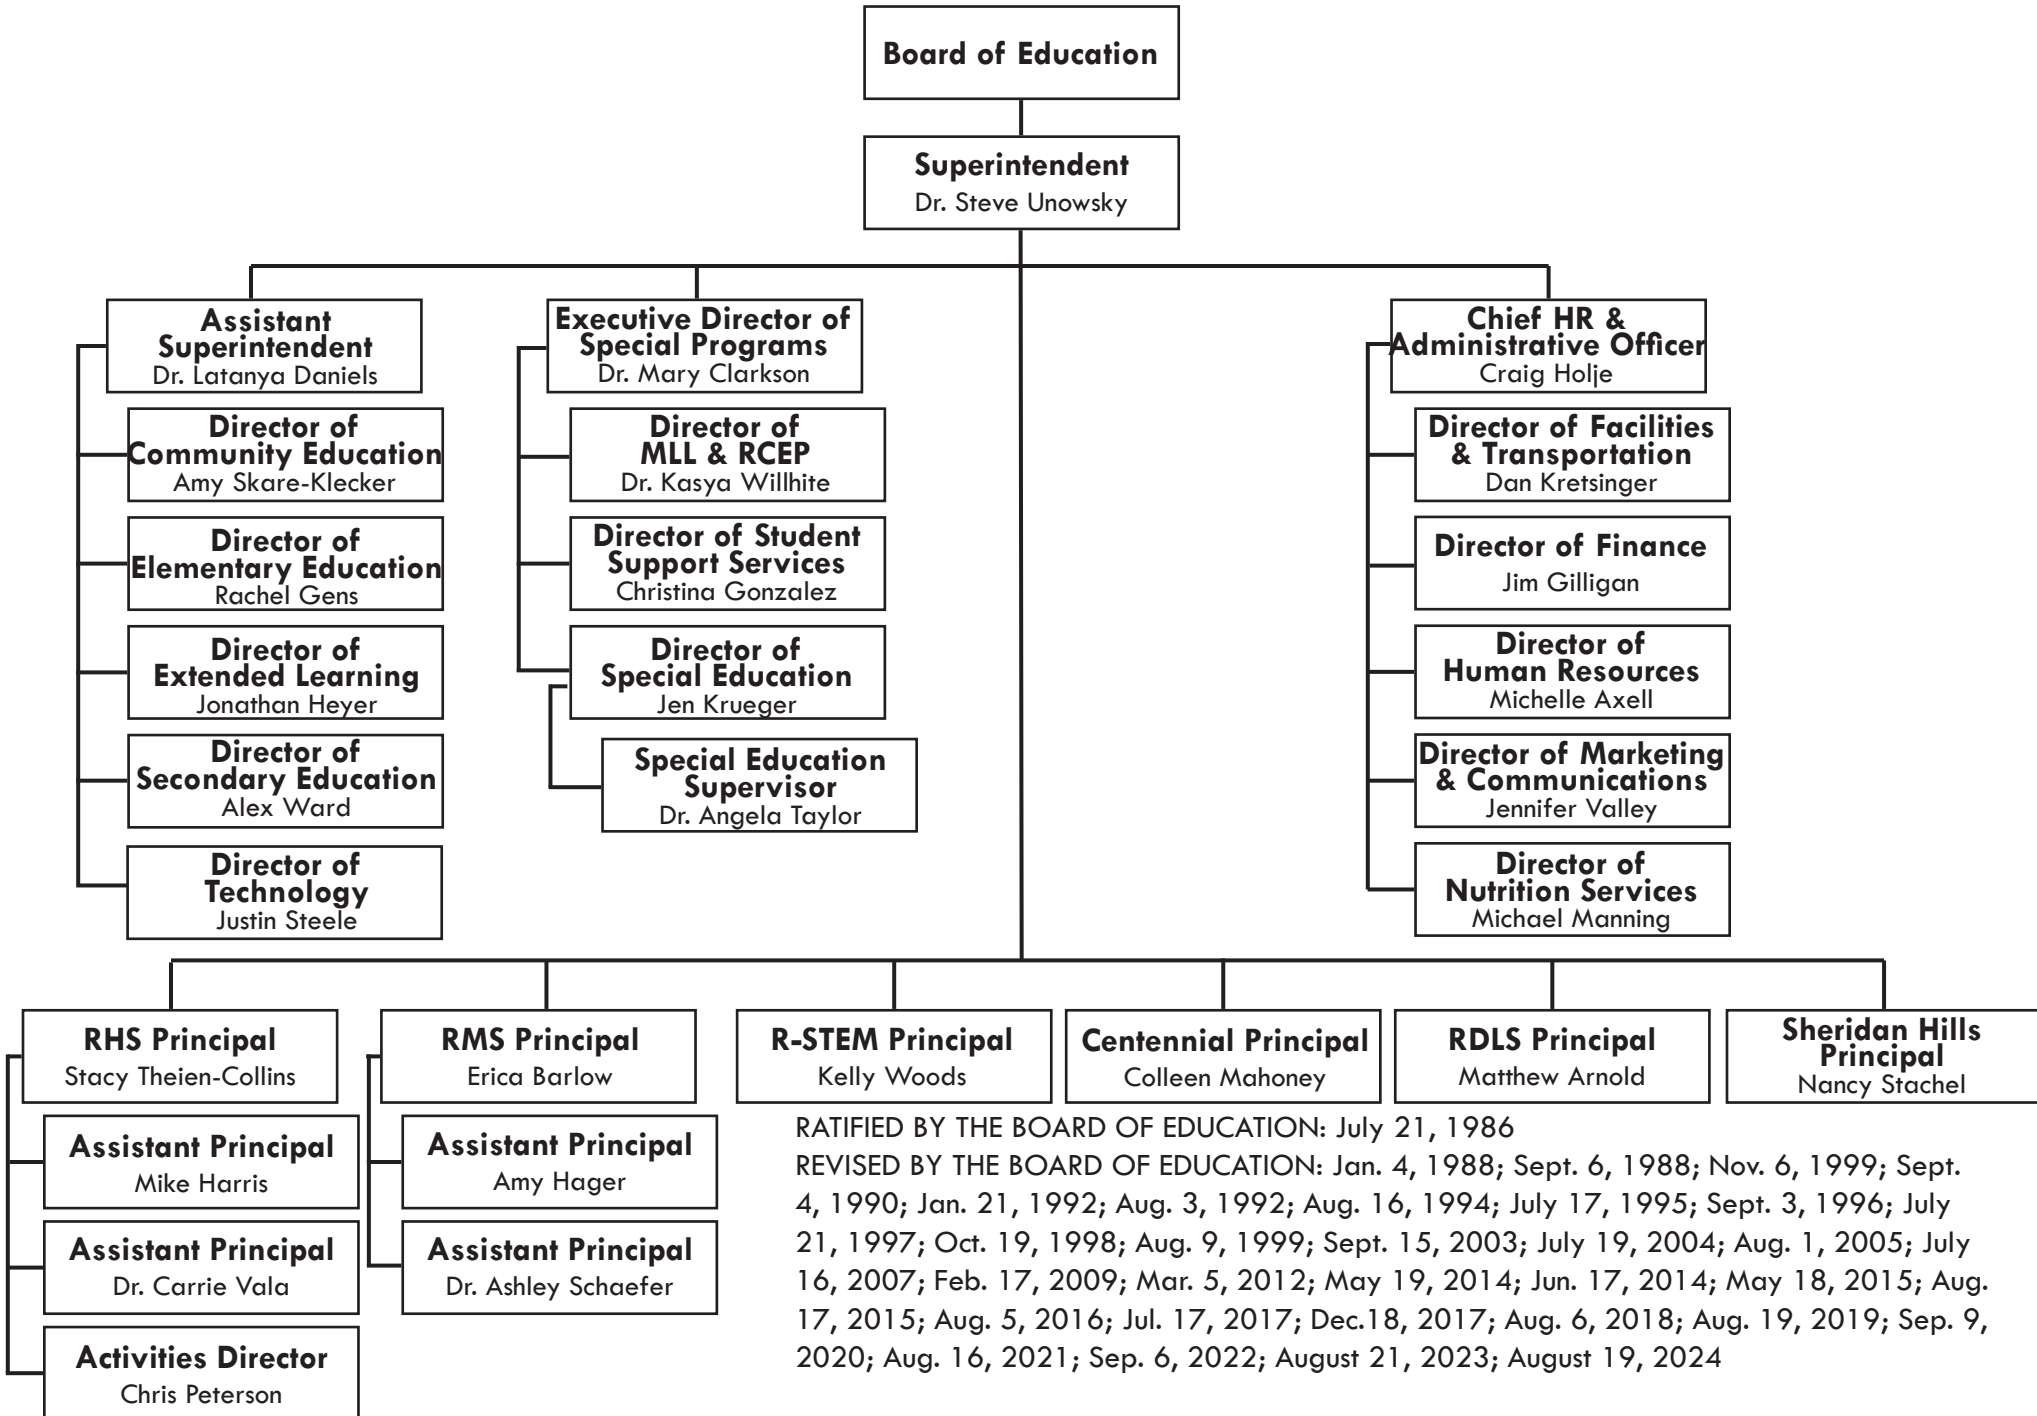 Board of Education
Superintendent
Dr. Steve Unowsky
Assistant
Superintendent
Dr. Latanya Daniels
Director of
Community Education
Amy Skare-Klecker
Director of
Elementary Education
Rachel Gens
Director of
Extended Learning
Jonathan Heyer
Director of
Secondary Education
Alex Ward
Director of
Technology
Justin Steele
Executive Director of
Special Programs
Dr. Mary Clarkson
Director of
MLL & RCEP
Dr. Kasya Willhite
Director of Student
Support Services
Christina Gonzalez
Director of
Special Education
Jen Krueger
Special Education
Supervisor
Dr. Angela Taylor
Chief HR &
Administrative Officer
Craig Holje
Director of Facilities
& Transportation
Dan Kretsinger
Director of Finance
Jim Gilligan
Director of
Human Resources
Michelle Axell
Director of Marketing
& Communications
Jennifer Valley
Director of
Nutrition Services
Michael Manning
RHS Principal
Stacy Theien-Collins
Assistant Principal
Mike Harris
Assistant Principal
Dr. Carrie Vala
Activities Director
Chris Peterson
RMS Principal
Erica Barlow
Assistant Principal
Amy Hager
Assistant Principal
Dr. Ashley Schaefer
R-STEM Principal
Kelly Woods
Centennial Principal
Colleen Mahoney
RDLS Principal
Matthew Arnold
Sheridan Hills
Principal
Nancy Stachel
RATIFIED BY THE BOARD OF EDUCATION: July 21, 1986
REVISED BY THE BOARD OF EDUCATION: Jan. 4, 1988; Sept. 6, 1988; Nov. 6, 1999; Sept.
4, 1990; Jan. 21, 1992; Aug. 3, 1992; Aug. 16, 1994; July 17, 1995; Sept. 3, 1996; July
21, 1997; Oct. 19, 1998; Aug. 9, 1999; Sept. 15, 2003; July 19, 2004; Aug. 1, 2005; July
16, 2007; Feb. 17, 2009; Mar. 5, 2012; May 19, 2014; Jun. 17, 2014; May 18, 2015; Aug.
17, 2015; Aug. 5, 2016; Jul. 17, 2017; Dec.18, 2017; Aug. 6, 2018; Aug. 19, 2019; Sep. 9,
2020; Aug. 16, 2021; Sep. 6, 2022; August 21, 2023; August 19, 2024